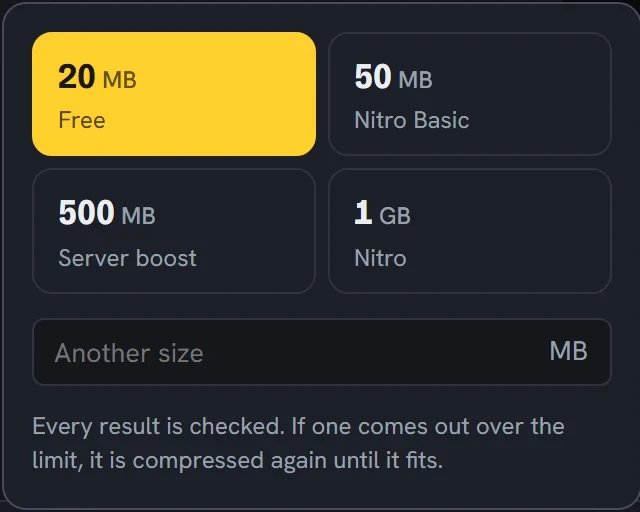 20 MB
Free
50 MB
Nitro Basic
500 MB
Server boost
1 GB
Nitro
Another size MB
Every result is checked. If one comes out over the
limit, it is compressed again until it fits.